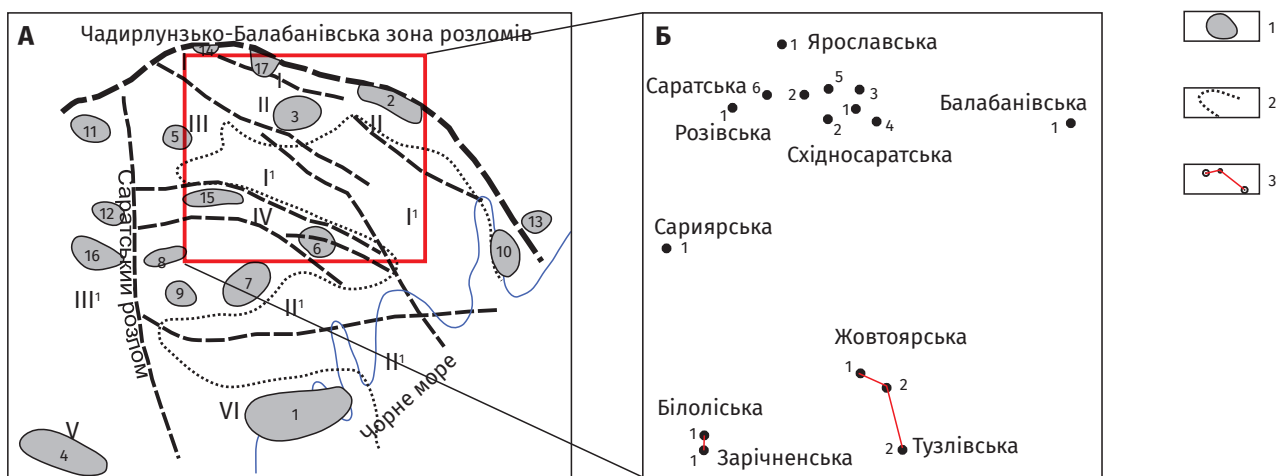 А
Чадирлунзько-Балабанівська зона розломів
14
17
I
2
II
3
II
11
5
III
I¹
15
I¹
12
IV
13
6
10
16
8
Саратський розлом
7
9
III¹
II¹
II¹
Чорне море
VI
1
V
4
Б
1 Ярославська
Саратська 6
2
5
3
1
Балабанівська
1
1
Розівська
2
4
Східносаратська
Сариярська
1
Жовтоярська
1
2
Білоліська
1
2 Тузлівська
1 Зарічненська
1
2
3